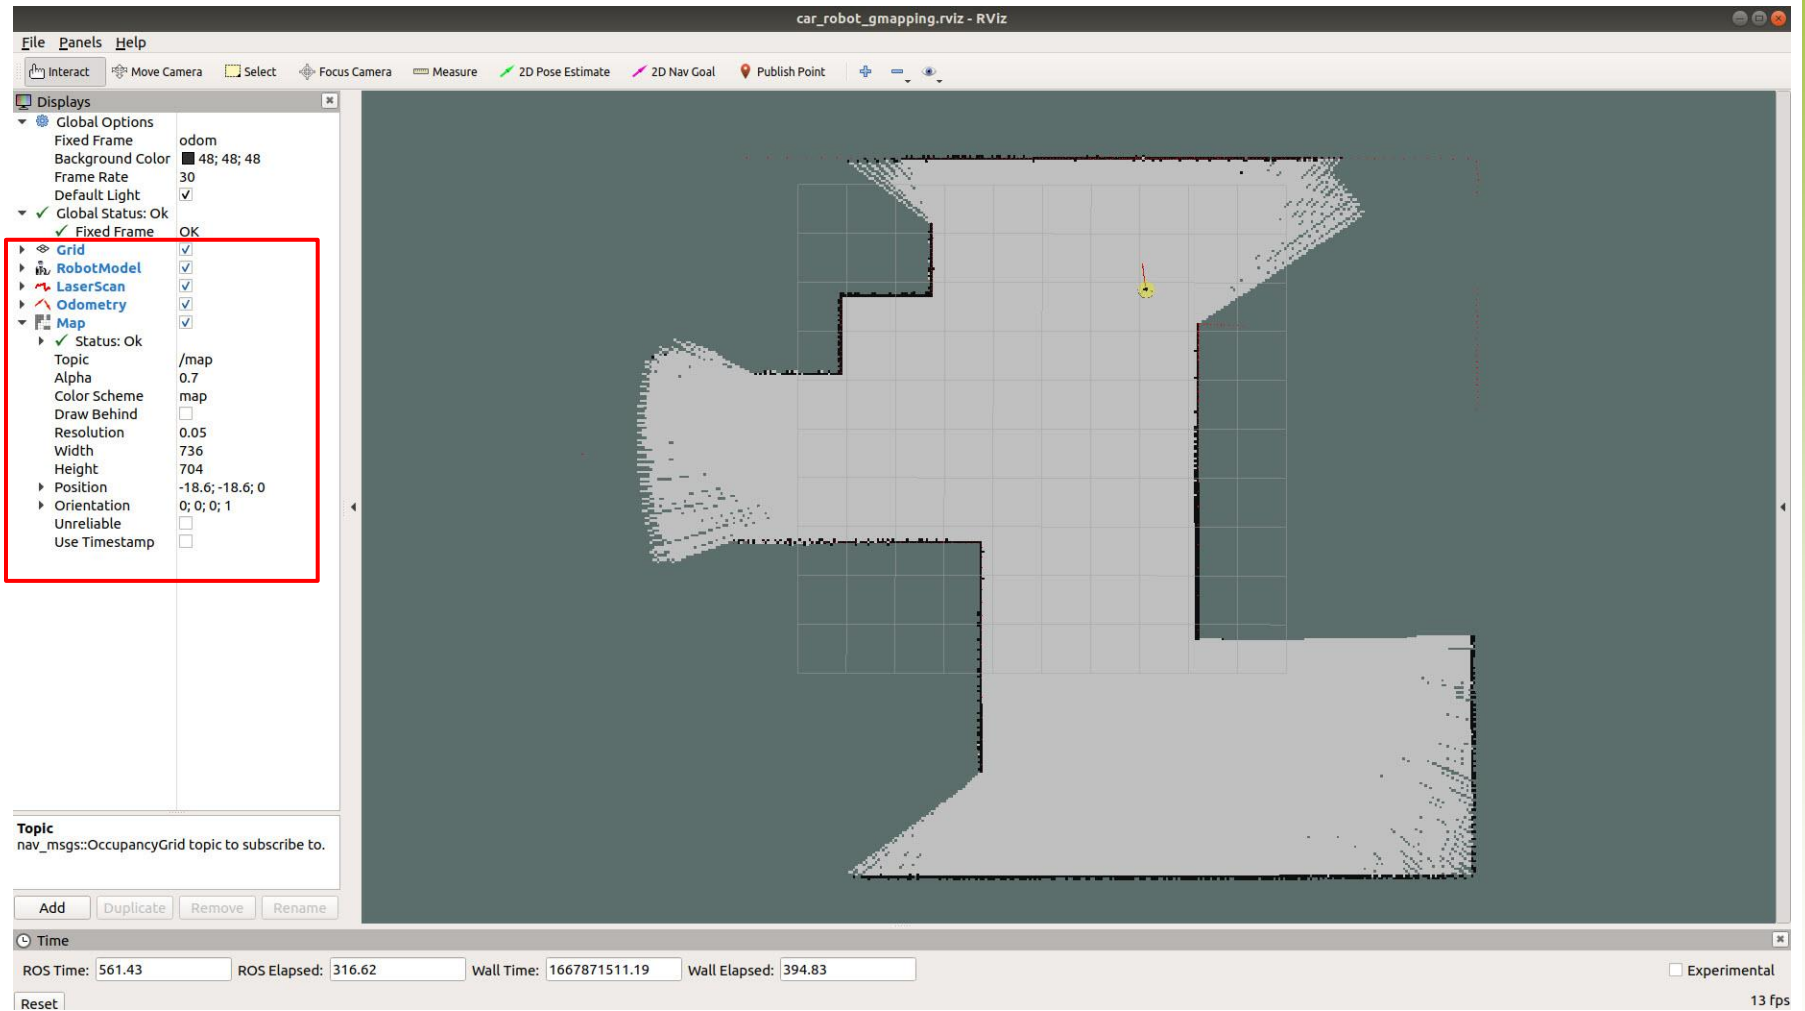 car_robot_gmapping.rviz - RViz
File Panels Help
Interact Move Camera Select Focus Camera Measure 2D Pose Estimate 2D Nav Goal Publish Point
Displays
Global Options
Fixed Frame odom
Background Color 48; 48; 48
Frame Rate 30
Default Light
Global Status: Ok
Fixed Frame OK
Grid
RobotModel
LaserScan
Odometry
Map
Status: Ok
Topic /map
Alpha 0.7
Color Scheme map
Draw Behind
Resolution 0.05
Width 736
Height 704
Position -18.6; -18.6; 0
Orientation 0; 0; 0; 1
Unreliable
Use Timestamp
Topic
nav_msgs::OccupancyGrid topic to subscribe to.
Add Duplicate Remove Rename
Time
ROS Time: 561.43 ROS Elapsed: 316.62 Wall Time: 1667871511.19 Wall Elapsed: 394.83 Experimental
Reset 13 fps